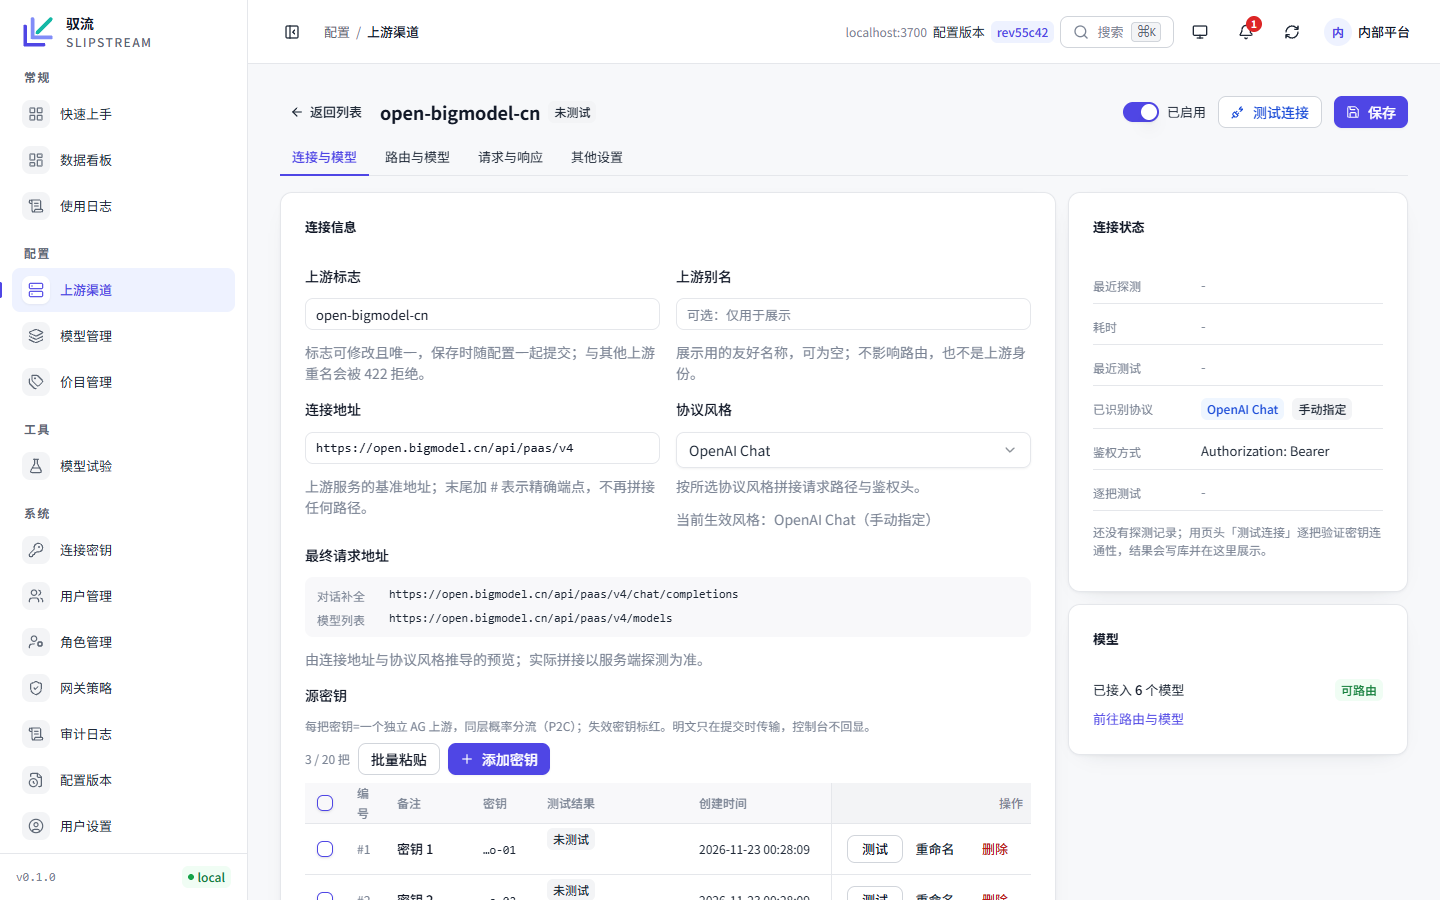 驭流
SLIPSTREAM
常规
快速上手
数据看板
使用日志
配置
上游渠道
模型管理
价目管理
工具
模型试验
系统
连接密钥
用户管理
角色管理
网关策略
审计日志
配置版本
用户设置
v0.1.0
local
配置 / 上游渠道
localhost:3700 配置版本 rev55c42
搜索 ⌘K
1
内 内部平台
返回列表 open-bigmodel-cn 未测试
已启用 测试连接 保存
连接与模型 路由与模型 请求与响应 其他设置
连接信息
上游标志
open-bigmodel-cn
标志可修改且唯一，保存时随配置一起提交；与其他上游
重名会被 422 拒绝。
上游别名
可选：仅用于展示
展示用的友好名称，可为空；不影响路由，也不是上游身
份。
连接地址
https://open.bigmodel.cn/api/paas/v4
上游服务的基准地址；末尾加 # 表示精确端点，不再拼接
任何路径。
协议风格
OpenAI Chat
按所选协议风格拼接请求路径与鉴权头。
当前生效风格：OpenAI Chat（手动指定）
最终请求地址
对话补全 https://open.bigmodel.cn/api/paas/v4/chat/completions
模型列表 https://open.bigmodel.cn/api/paas/v4/models
由连接地址与协议风格推导的预览；实际拼接以服务端探测为准。
源密钥
每把密钥=一个独立 AG 上游，同层概率分流（P2C）；失效密钥标红。明文只在提交时传输，控制台不回显。
3 / 20 把 批量粘贴 + 添加密钥
编号 备注 密钥 测试结果 创建时间 操作
#1 密钥 1 …o-01 未测试 2026-11-23 00:28:09 测试 重命名 删除
#2 密钥 2 …o-02 未测试 2026-11-23 00:28:09 测试 重命名 删除
连接状态
最近探测 -
耗时 -
最近测试 -
已识别协议 OpenAI Chat 手动指定
鉴权方式 Authorization: Bearer
逐把测试 -
还没有探测记录；用页头「测试连接」逐把验证密钥连
通性，结果会写库并在这里展示。
模型
已接入 6 个模型 可路由
前往路由与模型